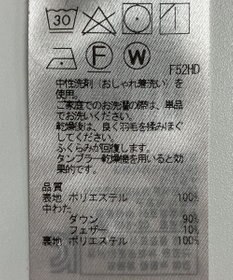 30
F W
F52HD
中性洗剤（おしゃれ着洗い）を
使用。
ご家庭でのお洗濯の際は、単品
でお洗いください。
乾燥後は、良く羽毛を揉みほぐ
してください。
ふくらみが回復します。
タンブラー乾燥機を用いると効
果的です。
品質
表地 ポリエステル 100%
中わた
ダウン 90%
フェザー 10%
裏地 ポリエステル 100%